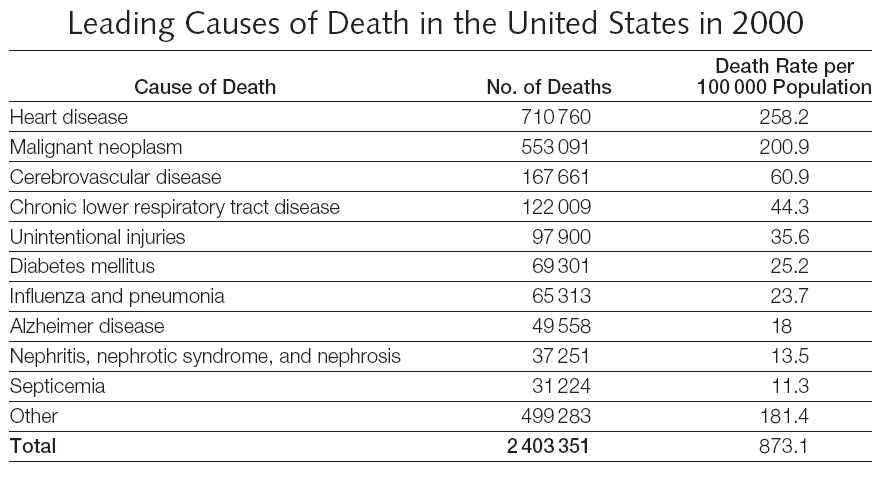 Leading Causes of Death in the United States in 2000
Cause of Death No. of Deaths Death Rate per 100 000 Population
Heart disease 710 760 258.2
Malignant neoplasm 553 091 200.9
Cerebrovascular disease 167 661 60.9
Chronic lower respiratory tract disease 122 009 44.3
Unintentional injuries 97 900 35.6
Diabetes mellitus 69 301 25.2
Influenza and pneumonia 65 313 23.7
Alzheimer disease 49 558 18
Nephritis, nephrotic syndrome, and nephrosis 37 251 13.5
Septicemia 31 224 11.3
Other 499 283 181.4
Total 2 403 351 873.1